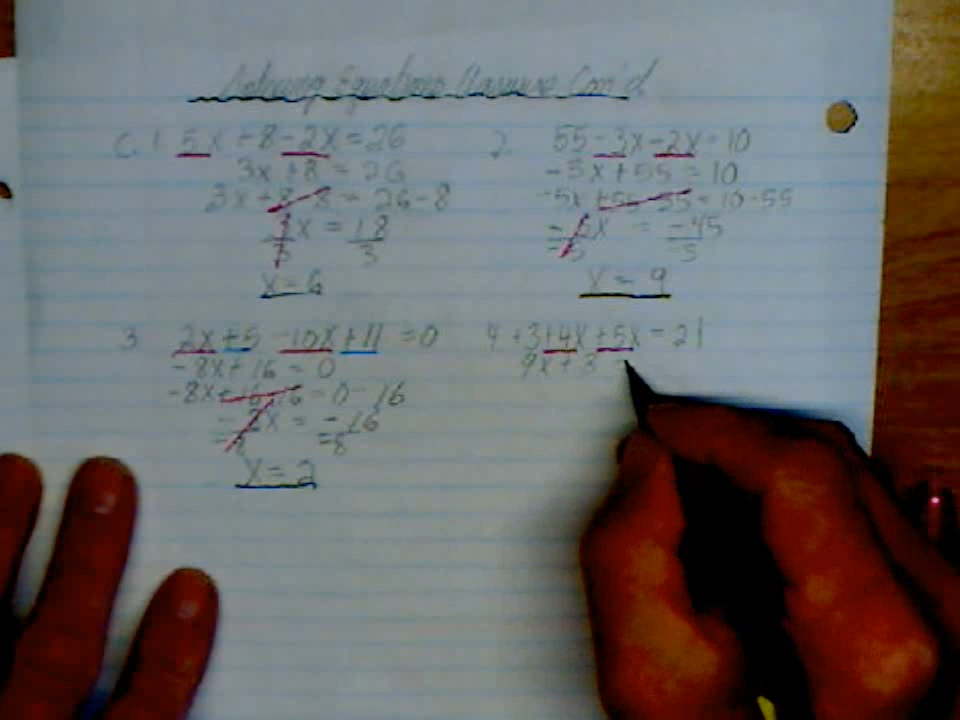 Solving Equations Con'd
C. 1. 5x + 8 - 2x = 26
3x + 8 = 26
3x + 8 - 8 = 26 - 8
3x = 18
3 3
x = 6
2. 55 - 3x - 2x = 10
-5x + 55 = 10
-5x + 55 - 55 = 10 - 55
-5x = -45
-5 -5
x = 9
3. 2x + 5 - 10x + 11 = 0
-8x + 16 = 0
-8x + 16 - 16 = 0 - 16
-8x = -16
-8 -8
x = 2
4 + 3 + 4x + 5x = 21
9x + 3